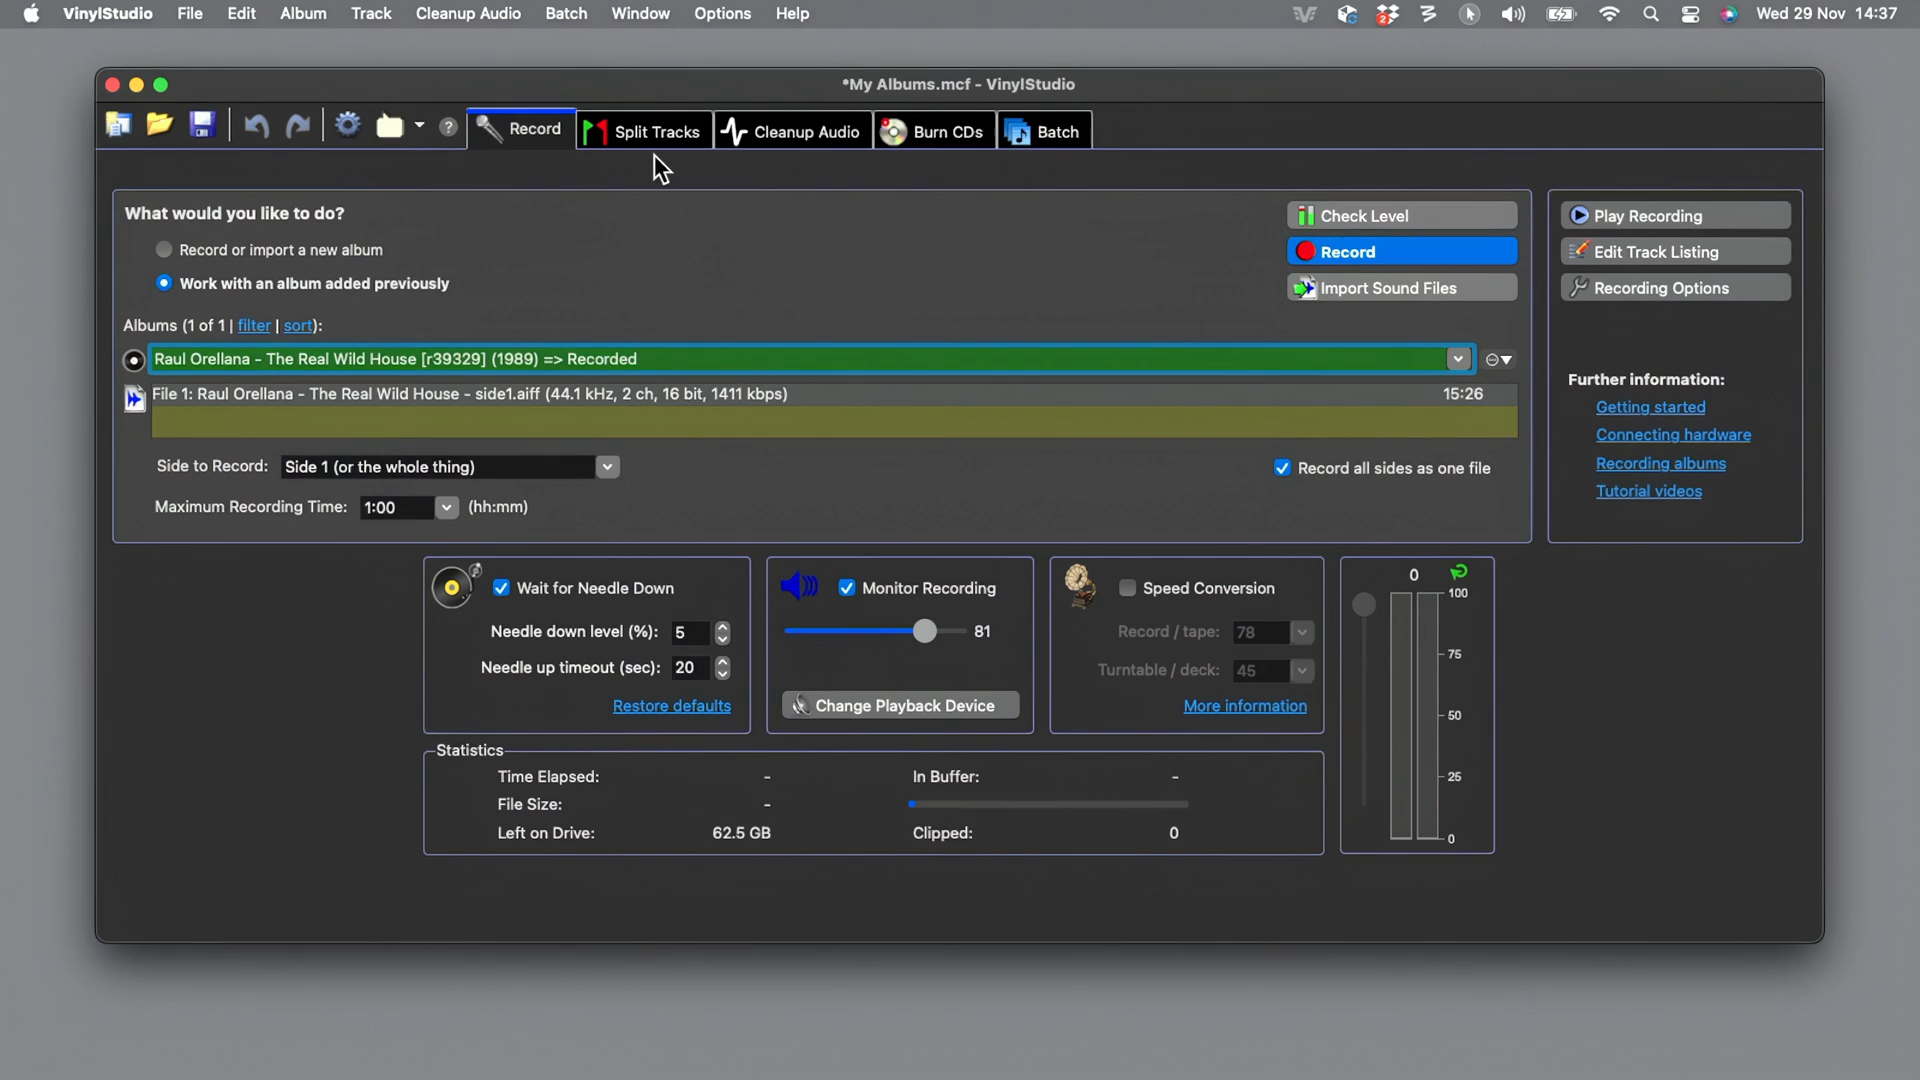 VinylStudio File Edit Album Track Cleanup Audio Batch Window Options Help 2 Wed 29 Nov 14:37
*My Albums.mcf - VinylStudio
Record Split Tracks Cleanup Audio Burn CDs Batch
What would you like to do?
Record or import a new album
Work with an album added previously
Albums (1 of 1 | filter | sort):
Raul Orellana - The Real Wild House [r39329] (1989) => Recorded
File 1: Raul Orellana - The Real Wild House - side1.aiff (44.1 kHz, 2 ch, 16 bit, 1411 kbps) 15:26
Side to Record: Side 1 (or the whole thing)
Record all sides as one file
Maximum Recording Time: 1:00 (hh:mm)
Check Level
Record
Import Sound Files
Play Recording
Edit Track Listing
Recording Options
Further information:
Getting started
Connecting hardware
Recording albums
Tutorial videos
Wait for Needle Down
Needle down level (%): 5
Needle up timeout (sec): 20
Restore defaults
Monitor Recording
81
Change Playback Device
Speed Conversion
Record / tape: 78
Turntable / deck: 45
More information
0
100
75
50
25
0
Statistics
Time Elapsed: - In Buffer: -
File Size: -
Left on Drive: 62.5 GB Clipped: 0